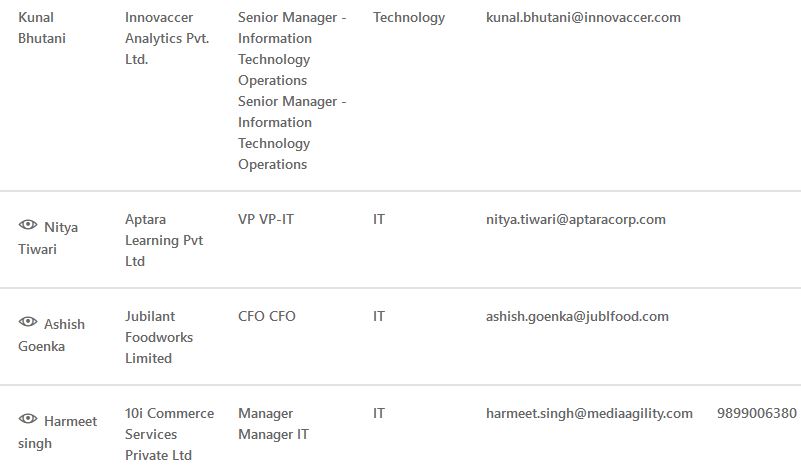 Kunal
Bhutani
Innovaccer
Analytics Pvt.
Ltd.
Senior Manager -
Information
Technology
Operations
Senior Manager -
Information
Technology
Operations
Technology
kunal.bhutani@innovaccer.com
Nitya
Tiwari
Aptara
Learning Pvt
Ltd
VP VP-IT
IT
nitya.tiwari@aptaracorp.com
Ashish
Goenka
Jubilant
Foodworks
Limited
CFO CFO
IT
ashish.goenka@jublfood.com
Harmeet
singh
10i Commerce
Services
Private Ltd
Manager
Manager IT
IT
harmeet.singh@mediaagility.com
9899006380